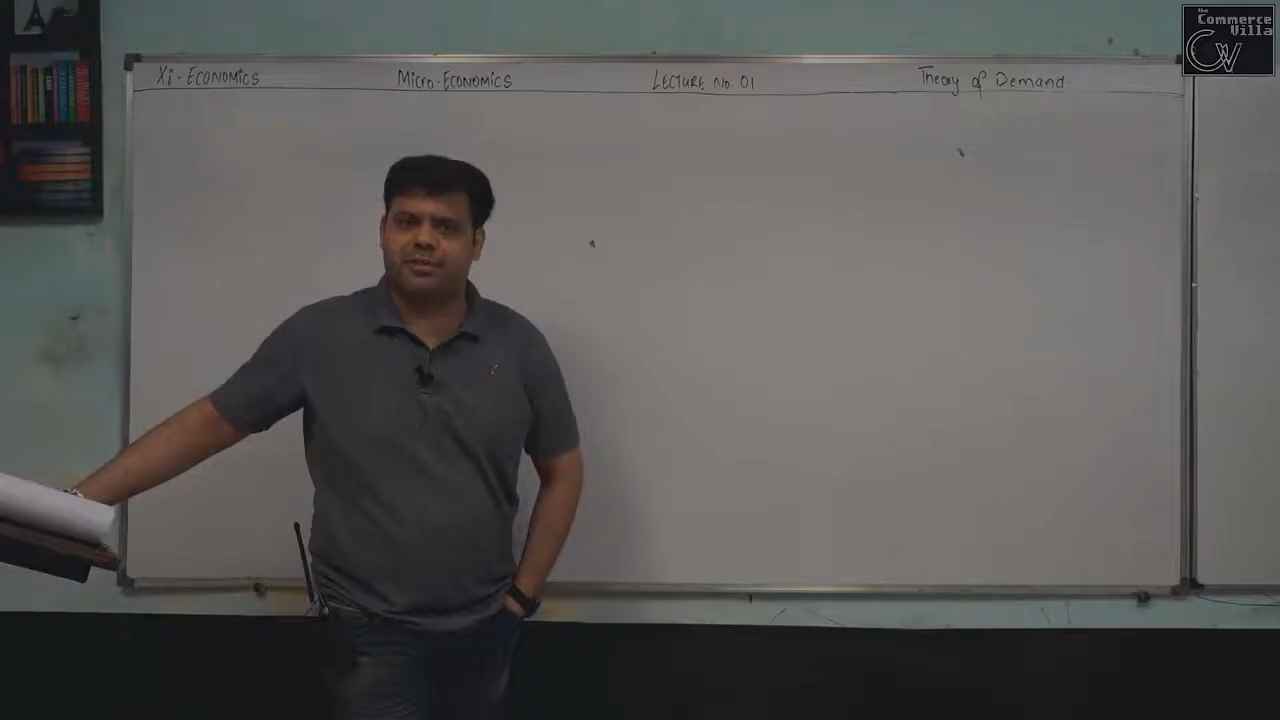 Xi - ECONOMICS MICRO-ECONOMICS LECTURE NO. 01 Theory of Demand
the
Commerce
Villa
CV